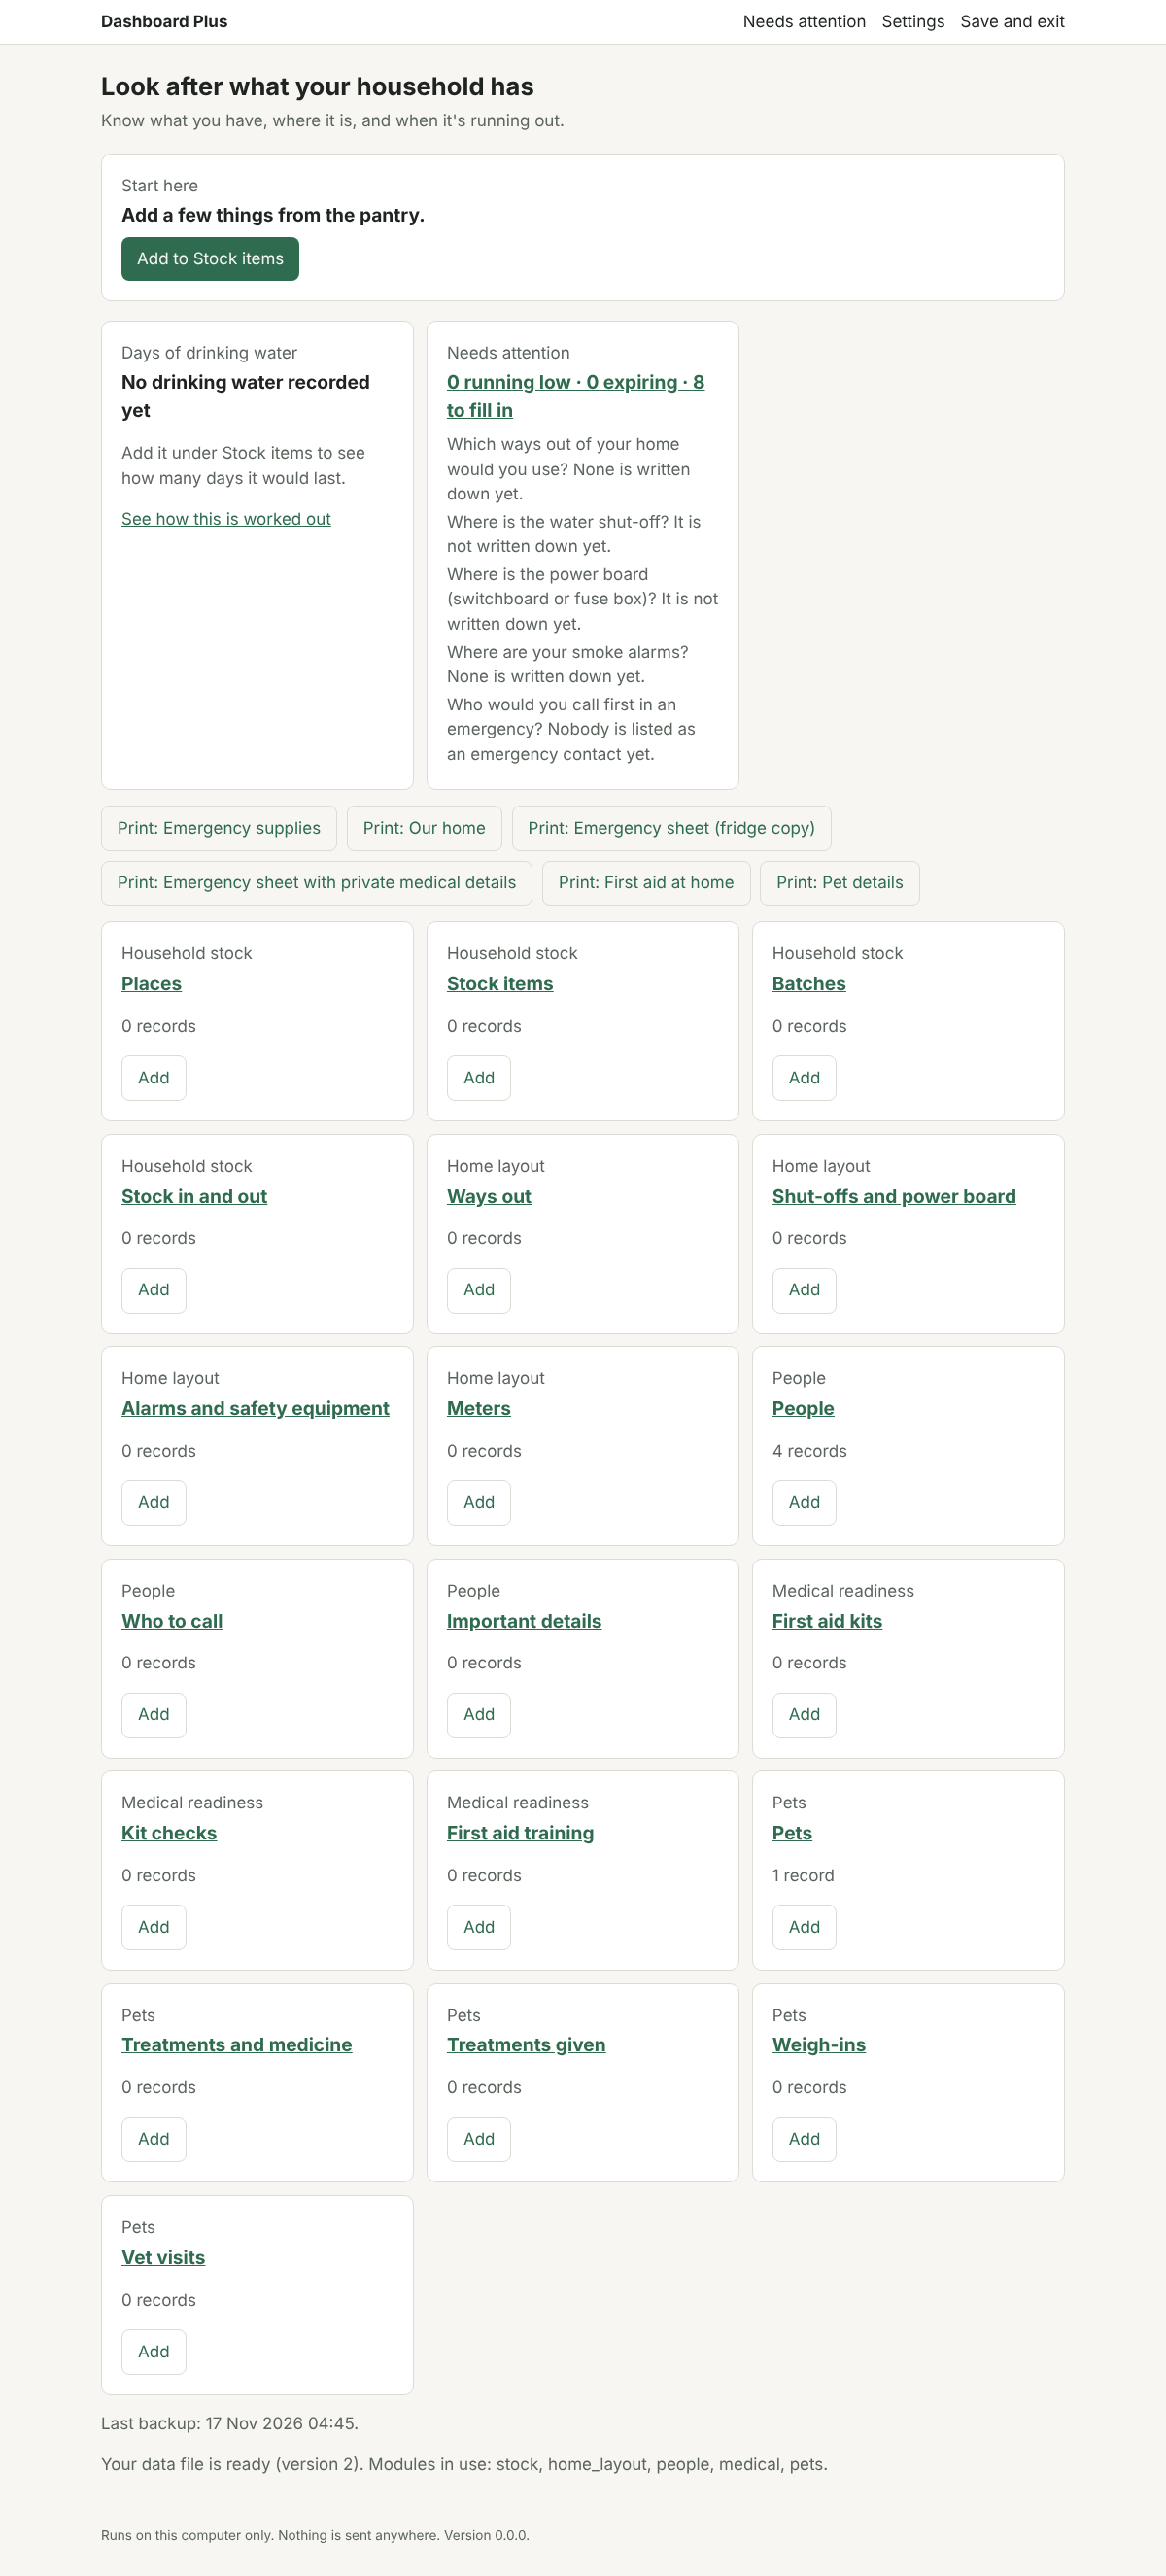 Dashboard Plus
Needs attention Settings Save and exit
Look after what your household has
Know what you have, where it is, and when it's running out.
Start here
Add a few things from the pantry.
Add to Stock items
Days of drinking water
No drinking water recorded
yet
Add it under Stock items to see
how many days it would last.
See how this is worked out
Needs attention
0 running low · 0 expiring · 8
to fill in
Which ways out of your home
would you use? None is written
down yet.
Where is the water shut-off? It is
not written down yet.
Where is the power board
(switchboard or fuse box)? It is not
written down yet.
Where are your smoke alarms?
None is written down yet.
Who would you call first in an
emergency? Nobody is listed as
an emergency contact yet.
Print: Emergency supplies
Print: Our home
Print: Emergency sheet (fridge copy)
Print: Emergency sheet with private medical details
Print: First aid at home
Print: Pet details
Household stock
Places
0 records
Add
Household stock
Stock items
0 records
Add
Household stock
Batches
0 records
Add
Household stock
Stock in and out
0 records
Add
Home layout
Ways out
0 records
Add
Home layout
Shut-offs and power board
0 records
Add
Home layout
Alarms and safety equipment
0 records
Add
Home layout
Meters
0 records
Add
People
People
4 records
Add
People
Who to call
0 records
Add
People
Important details
0 records
Add
Medical readiness
First aid kits
0 records
Add
Medical readiness
Kit checks
0 records
Add
Medical readiness
First aid training
0 records
Add
Pets
Pets
1 record
Add
Pets
Treatments and medicine
0 records
Add
Pets
Treatments given
0 records
Add
Pets
Weigh-ins
0 records
Add
Pets
Vet visits
0 records
Add
Last backup: 17 Nov 2026 04:45.
Your data file is ready (version 2). Modules in use: stock, home_layout, people, medical, pets.
Runs on this computer only. Nothing is sent anywhere. Version 0.0.0.